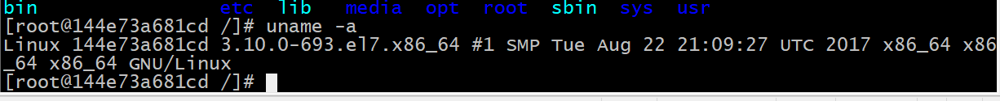 bin etc lib media opt root sbin sys usr
[root@144e73a681cd /]# uname -a
Linux 144e73a681cd 3.10.0-693.el7.x86_64 #1 SMP Tue Aug 22 21:09:27 UTC 2017 x86_64 x86
_64 x86_64 GNU/Linux
[root@144e73a681cd /]#